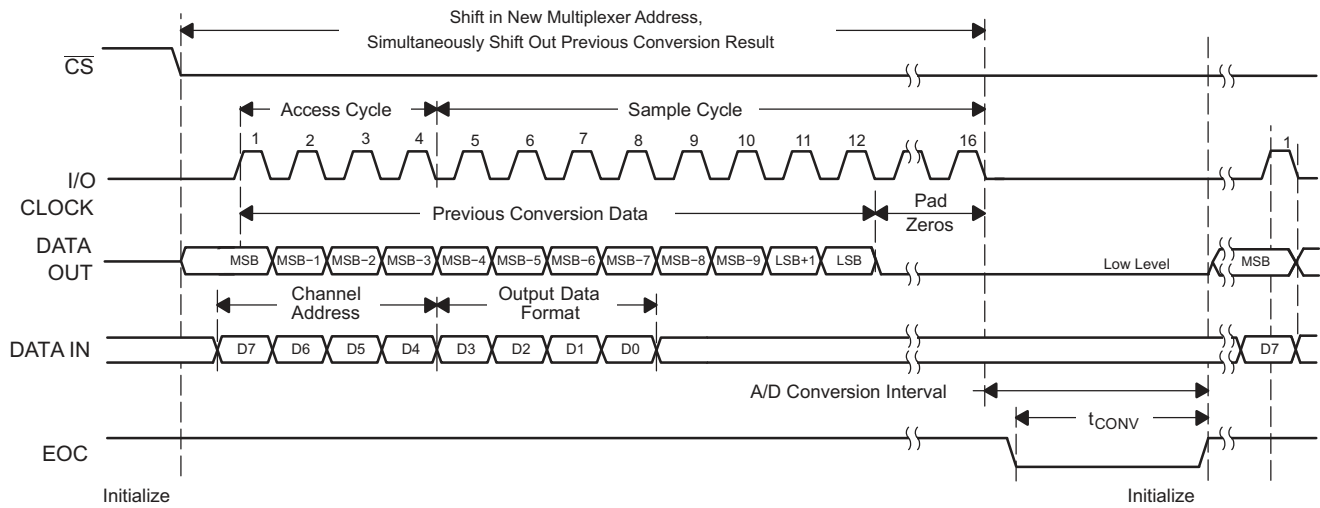 Shift in New Multiplexer Address,
Simultaneously Shift Out Previous Conversion Result
CS
Access Cycle
Sample Cycle
1 2 3 4 5 6 7 8 9 10 11 12 16 1
I/O
CLOCK
Previous Conversion Data
Pad
Zeros
DATA
OUT
MSB MSB−1 MSB−2 MSB−3 MSB−4 MSB−5 MSB−6 MSB−7 MSB−8 MSB−9 LSB+1 LSB Low Level MSB
Channel
Address
Output Data
Format
DATA IN
D7 D6 D5 D4 D3 D2 D1 D0 D7
A/D Conversion Interval
tCONV
EOC
Initialize Initialize